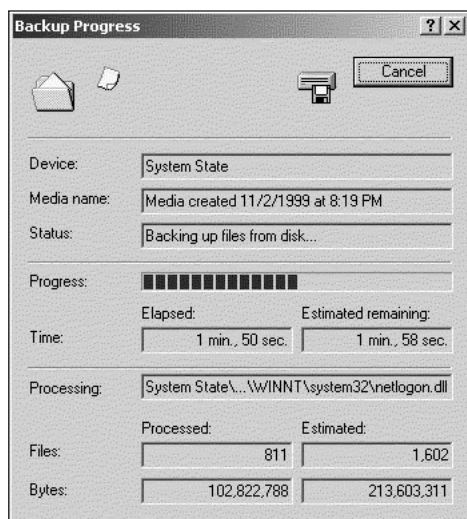 Backup Progress
Cancel
Device: System State
Media name: Media created 11/2/1999 at 8:19 PM
Status: Backing up files from disk...
Progress:
Elapsed: Estimated remaining:
Time: 1 min., 50 sec. 1 min., 58 sec.
Processing: System State\...\WINNT\system32\netlogon.dll
Processed: Estimated:
Files: 811 1,602
Bytes: 102,822,788 213,603,311